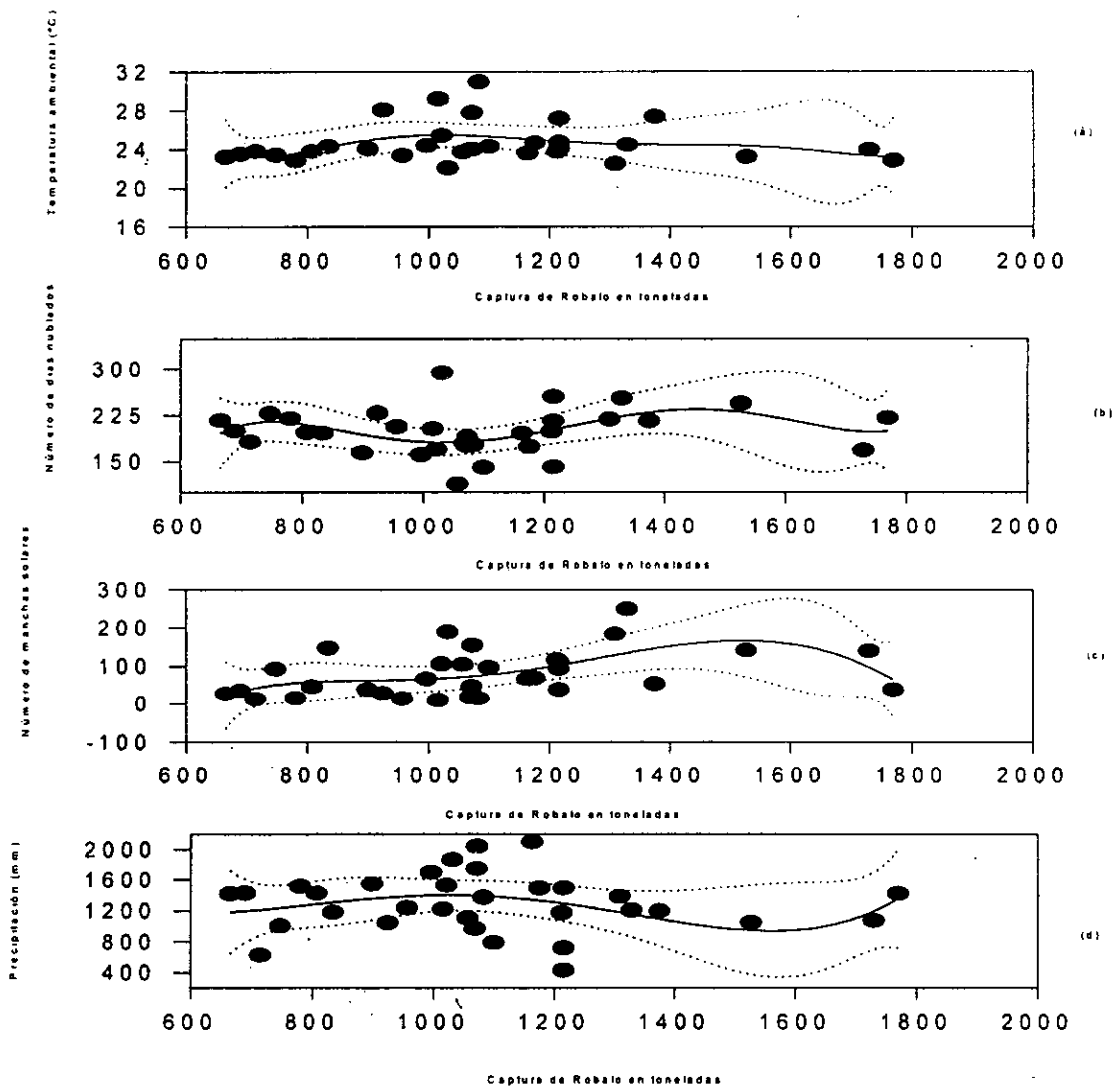 Temperatura ambiental (°C)
32
28
24
20
16
600 800 1000 1200 1400 1600 1800 2000
Captura de Robalo en toneladas
(a)
Número de días nublados
300
225
150
600 800 1000 1200 1400 1600 1800 2000
Captura de Robalo en toneladas
(b)
Número de manchas solares
300
200
100
0
-100
600 800 1000 1200 1400 1600 1800 2000
Captura de Robalo en toneladas
(c)
Precipitación (mm)
2000
1600
1200
800
400
600 800 1000 1200 1400 1600 1800 2000
Captura de Robalo en toneladas
(d)